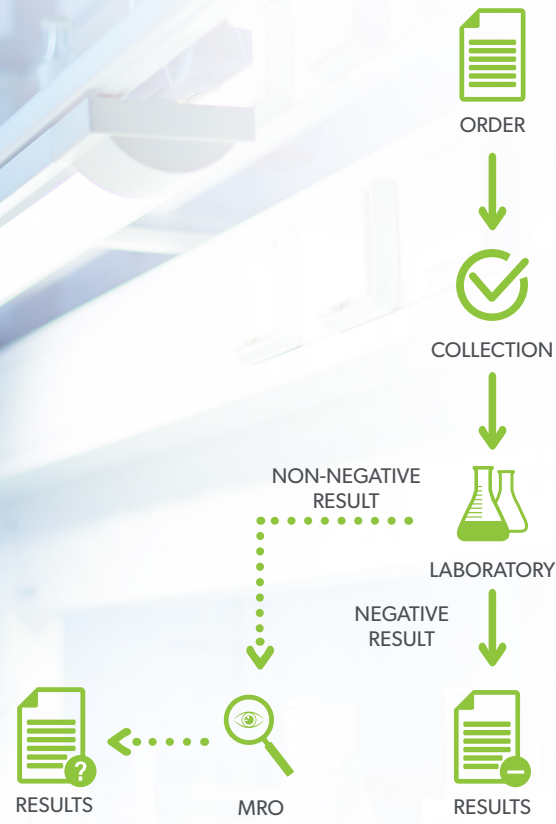 ORDER
COLLECTION
NON-NEGATIVE
RESULT
LABORATORY
NEGATIVE
RESULT
?
RESULTS
MRO
RESULTS